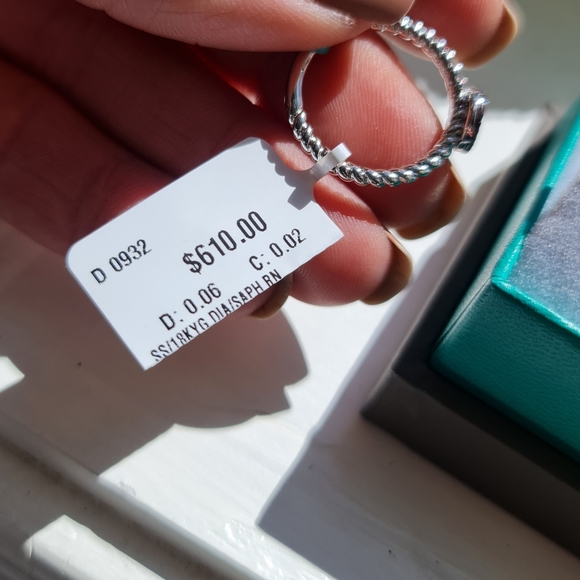 D 0932
$610.00
D: 0.06 C: 0.02
SS/18KYG DIA/SAPH RN